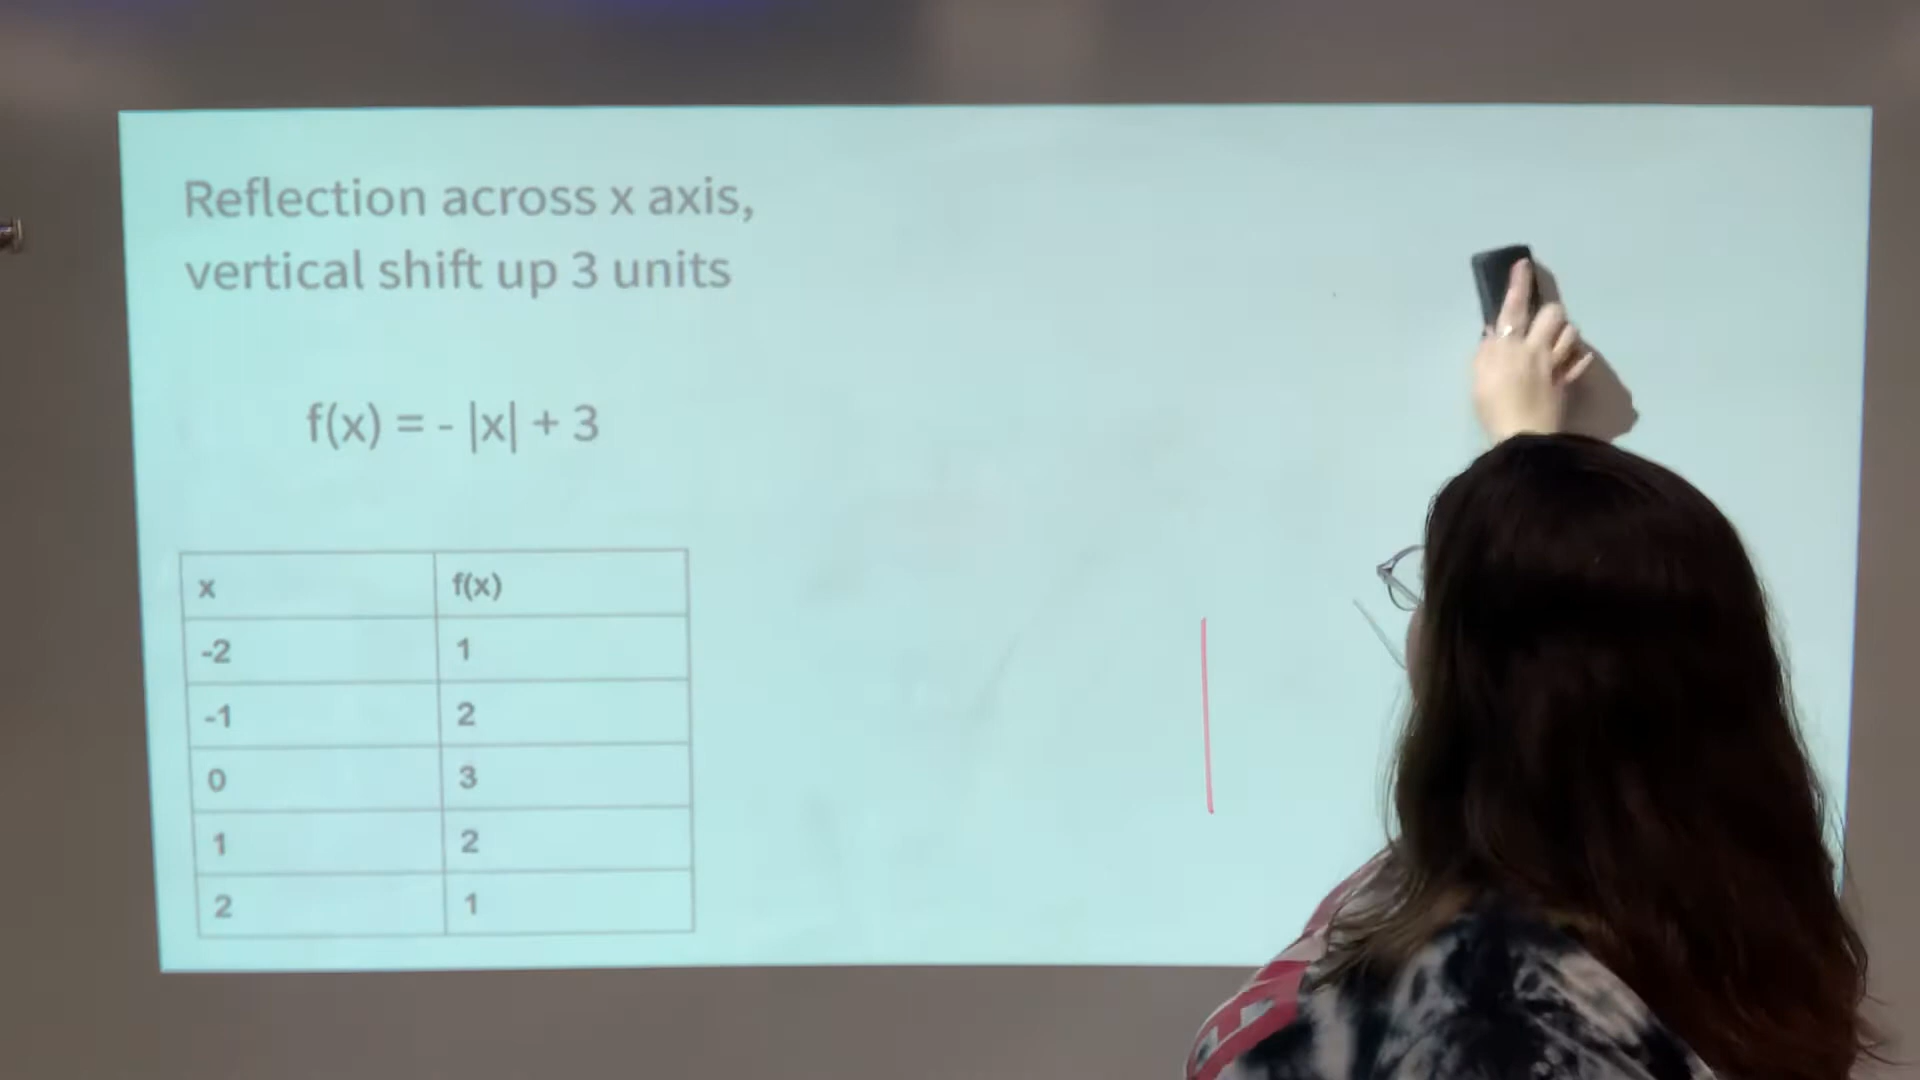 Reflection across x axis,
vertical shift up 3 units
f(x) = - |x| + 3
x f(x)
-2 1
-1 2
0 3
1 2
2 1